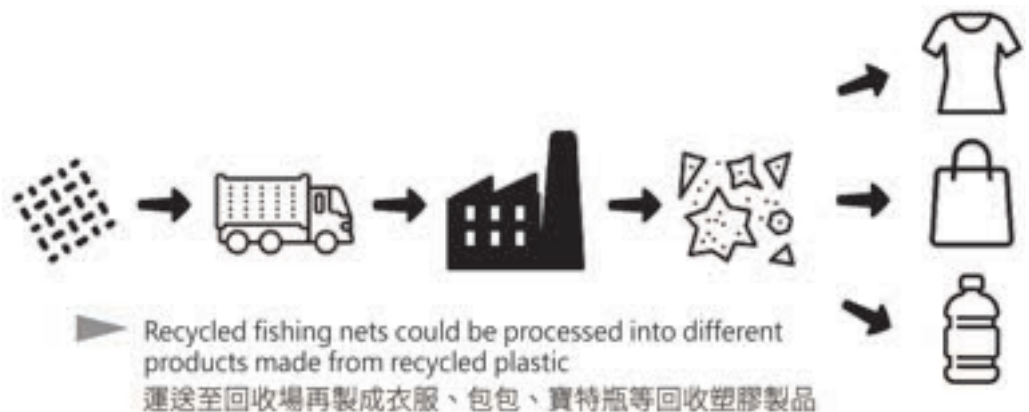 Recycled fishing nets could be processed into different
products made from recycled plastic
運送至回收場再製成衣服、包包、寶特瓶等回收塑膠製品